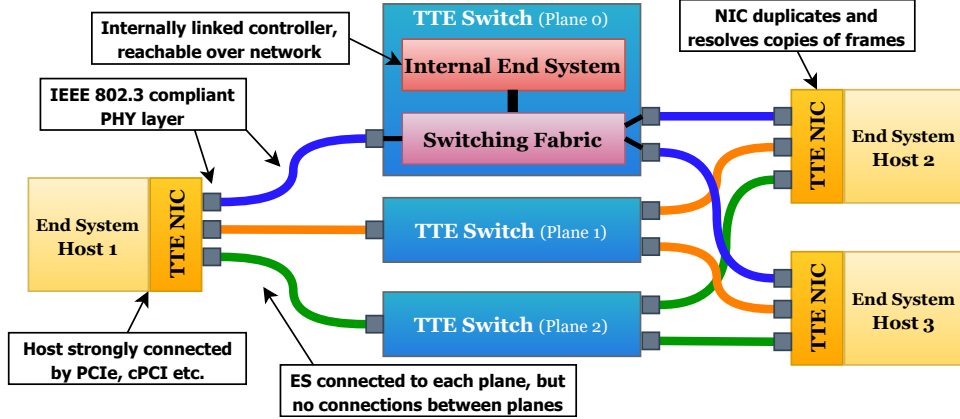 Internally linked controller,
reachable over network
TTE Switch (Plane 0)
Internal End System
Switching Fabric
NIC duplicates and
resolves copies of frames
IEEE 802.3 compliant
PHY layer
End System
Host 1
TTE NIC
TTE Switch (Plane 1)
TTE Switch (Plane 2)
TTE NIC
End System
Host 2
TTE NIC
End System
Host 3
Host strongly connected
by PCIe, cPCI etc.
ES connected to each plane, but
no connections between planes